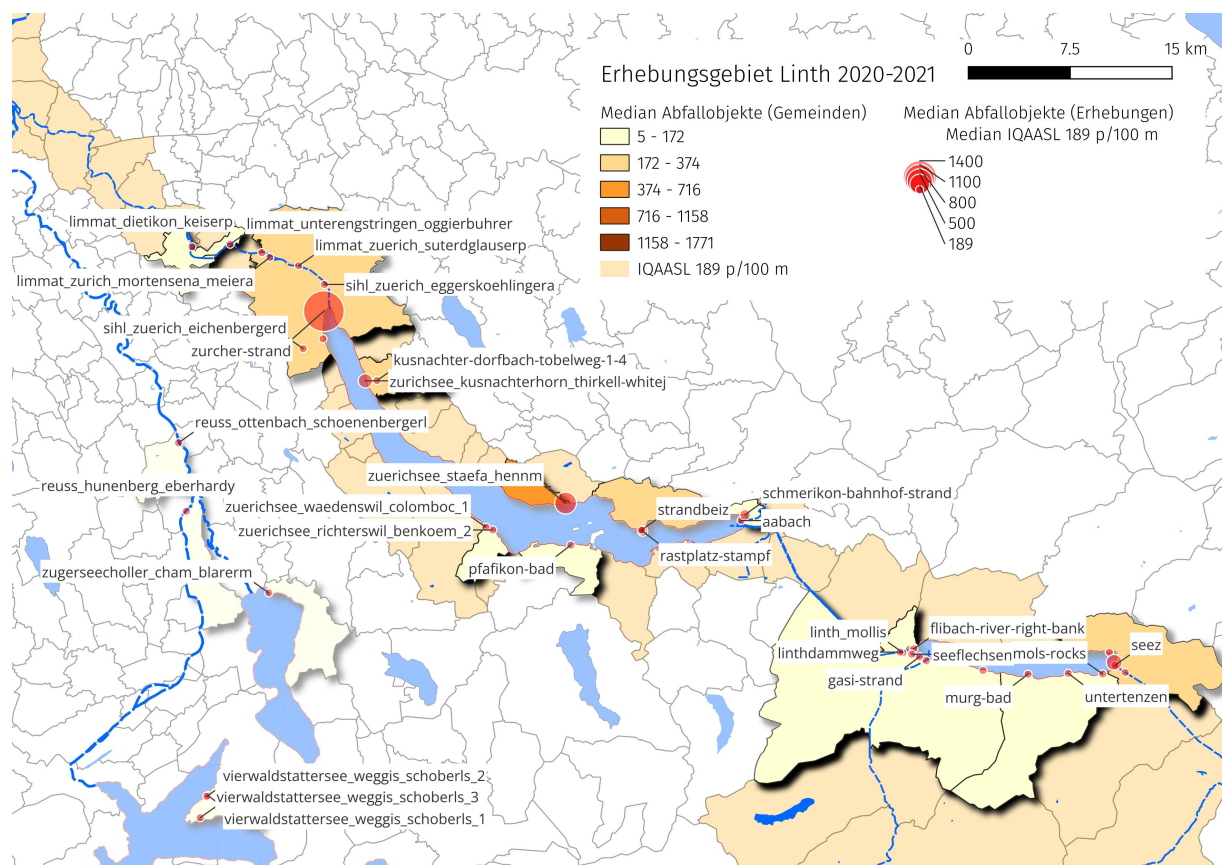 0 7.5 15 km
Erhebungsgebiet Linth 2020-2021
Median Abfallobjekte (Gemeinden)
5 - 172
172 - 374
374 - 716
716 - 1158
1158 - 1771
IQAASL 189 p/100 m
Median Abfallobjekte (Erhebungen)
Median IQAASL 189 p/100 m
1400
1100
800
500
189
limmat_dietikon_keiserp
limmat_unterengstringen_oggierbuhrer
limmat_zuerich_suterdglauserp
limmat_zurich_mortensena_meiera
sihl_zuerich_eggerskoehlingera
sihl_zuerich_eichenbergerd
zurcher-strand
kusnachter-dorfbach-tobelweg-1-4
zurichsee_kusnachterhorn_thirkell-whitej
reuss_ottenbach_schoenenbergerl
zuerichsee_staefa_hennm
reuss_hunenberg_eberhardy
schmerikon-bahnhof-strand
zuerichsee_waedenswil_colomboc_1
strandbeiz
aabach
zuerichsee_richterswil_benkoem_2
rastplatz-stampf
pfafikon-bad
zugerseecholler_cham_blarerm
linth_mollis
flibach-river-right-bank
linthdammweg
seeflechsen
mols-rocks
seez
gasi-strand
murg-bad
untertenzen
vierwaldstattersee_weggis_schoberls_2
vierwaldstattersee_weggis_schoberls_3
vierwaldstattersee_weggis_schoberls_1